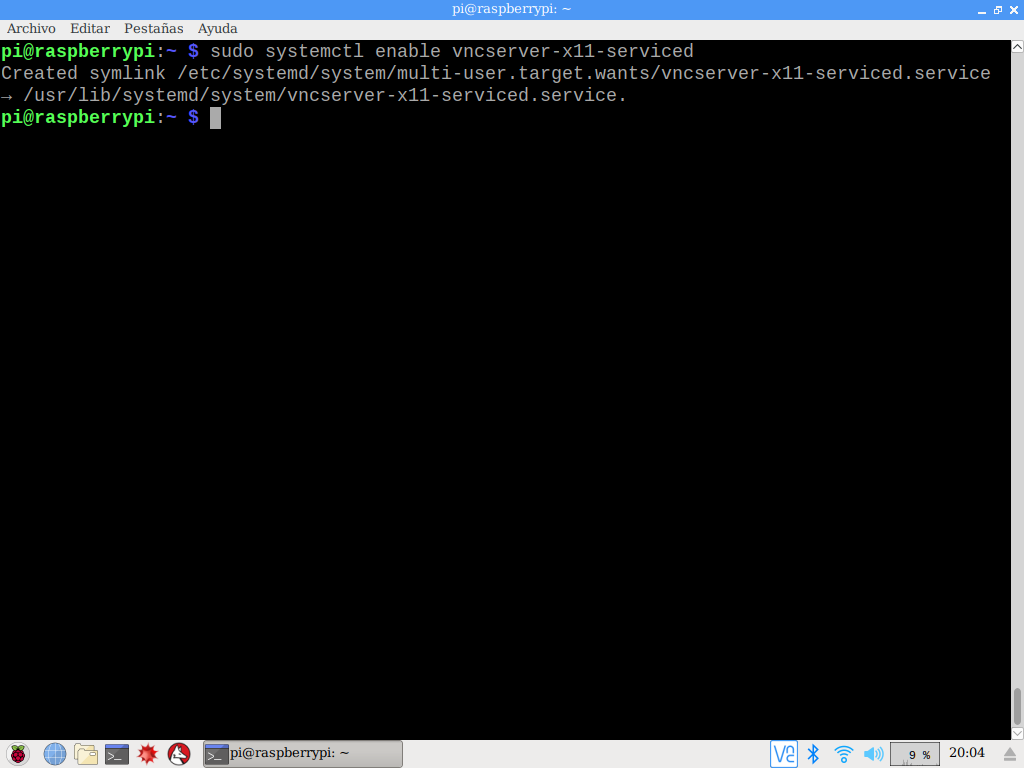 pi@raspberrypi: ~
Archivo Editar Pestañas Ayuda
pi@raspberrypi:~ $ sudo systemctl enable vncserver-x11-serviced
Created symlink /etc/systemd/system/multi-user.target.wants/vncserver-x11-serviced.service
→ /usr/lib/systemd/system/vncserver-x11-serviced.service.
pi@raspberrypi:~ $
pi@raspberrypi: ~ 9 % 20:04